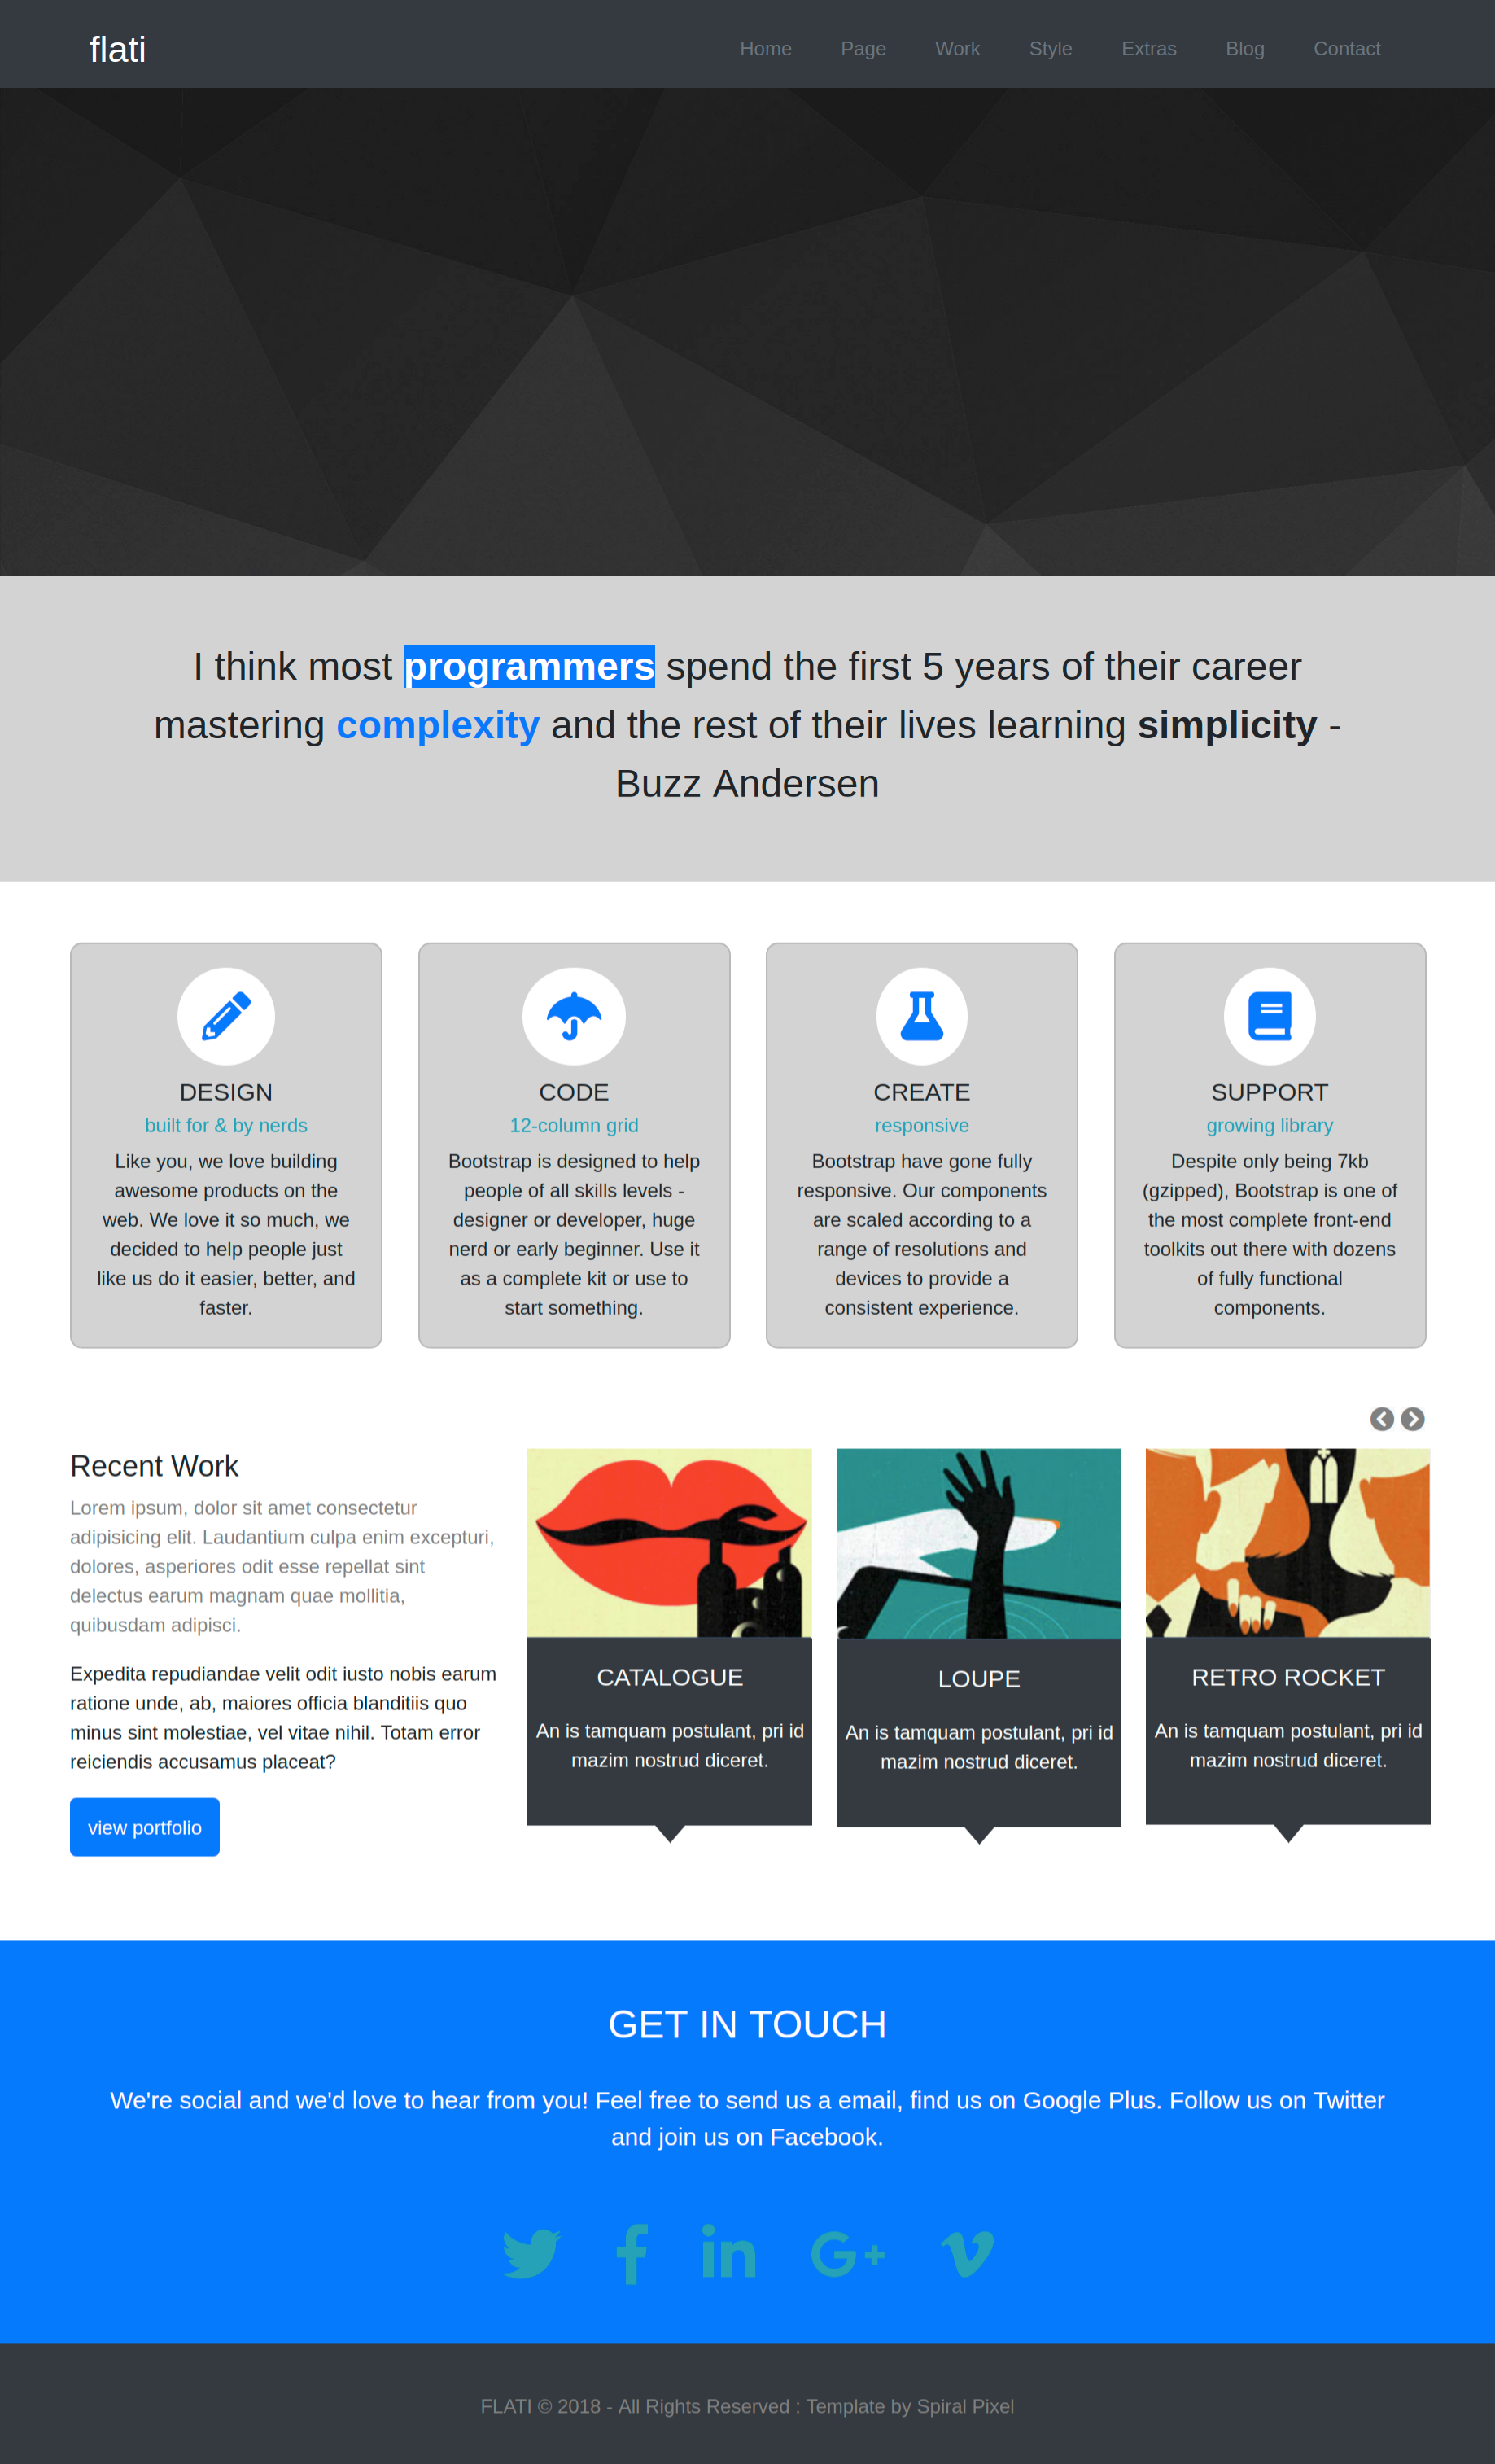 flati
Home Page Work Style Extras Blog Contact
I think most programmers spend the first 5 years of their career
mastering complexity and the rest of their lives learning simplicity -
Buzz Andersen
DESIGN
built for & by nerds
Like you, we love building
awesome products on the
web. We love it so much, we
decided to help people just
like us do it easier, better, and
faster.
CODE
12-column grid
Bootstrap is designed to help
people of all skills levels -
designer or developer, huge
nerd or early beginner. Use it
as a complete kit or use to
start something.
CREATE
responsive
Bootstrap have gone fully
responsive. Our components
are scaled according to a
range of resolutions and
devices to provide a
consistent experience.
SUPPORT
growing library
Despite only being 7kb
(gzipped), Bootstrap is one of
the most complete front-end
toolkits out there with dozens
of fully functional
components.
Recent Work
Lorem ipsum, dolor sit amet consectetur
adipisicing elit. Laudantium culpa enim excepturi,
dolores, asperiores odit esse repellat sint
delectus earum magnam quae mollitia,
quibusdam adipisci.
Expedita repudiandae velit odit iusto nobis earum
ratione unde, ab, maiores officia blanditiis quo
minus sint molestiae, vel vitae nihil. Totam error
reiciendis accusamus placeat?
view portfolio
CATALOGUE
An is tamquam postulant, pri id
mazim nostrud diceret.
LOUPE
An is tamquam postulant, pri id
mazim nostrud diceret.
RETRO ROCKET
An is tamquam postulant, pri id
mazim nostrud diceret.
GET IN TOUCH
We're social and we'd love to hear from you! Feel free to send us a email, find us on Google Plus. Follow us on Twitter
and join us on Facebook.
FLATI © 2018 - All Rights Reserved : Template by Spiral Pixel